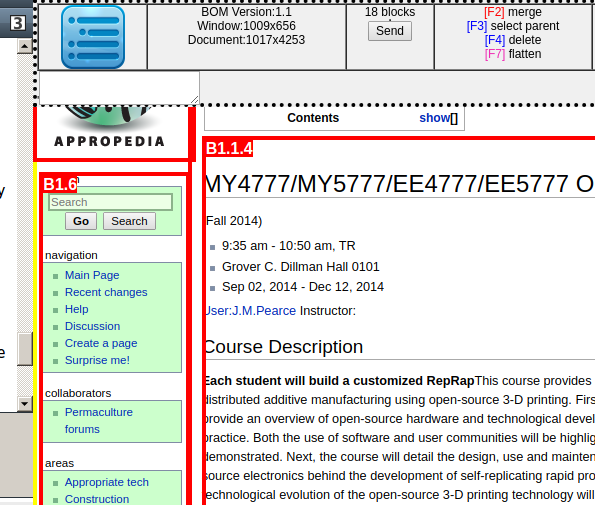 3
BOM Version:1.1
Window:1009x656
Document:1017x4253
18 blocks
Send
[F2] merge
[F3] select parent
[F4] delete
[F7] flatten
APPROPEDIA
Contents show[]
B1.1.4
B1.6
Search
Go Search
navigation
Main Page
Recent changes
Help
Discussion
Create a page
Surprise me!
collaborators
Permaculture
forums
areas
Appropriate tech
Construction
MY4777/MY5777/EE4777/EE5777 O
(Fall 2014)
9:35 am - 10:50 am, TR
Grover C. Dillman Hall 0101
Sep 02, 2014 - Dec 12, 2014
User:J.M.Pearce Instructor:
Course Description
Each student will build a customized RepRapThis course provides
distributed additive manufacturing using open-source 3-D printing. Firs
provide an overview of open-source hardware and technological devel
practice. Both the use of software and user communities will be highlig
demonstrated. Next, the course will detail the design, use and mainten
source electronics behind the development of self-replicating rapid pro
technological evolution of the open-source 3-D printing technology will